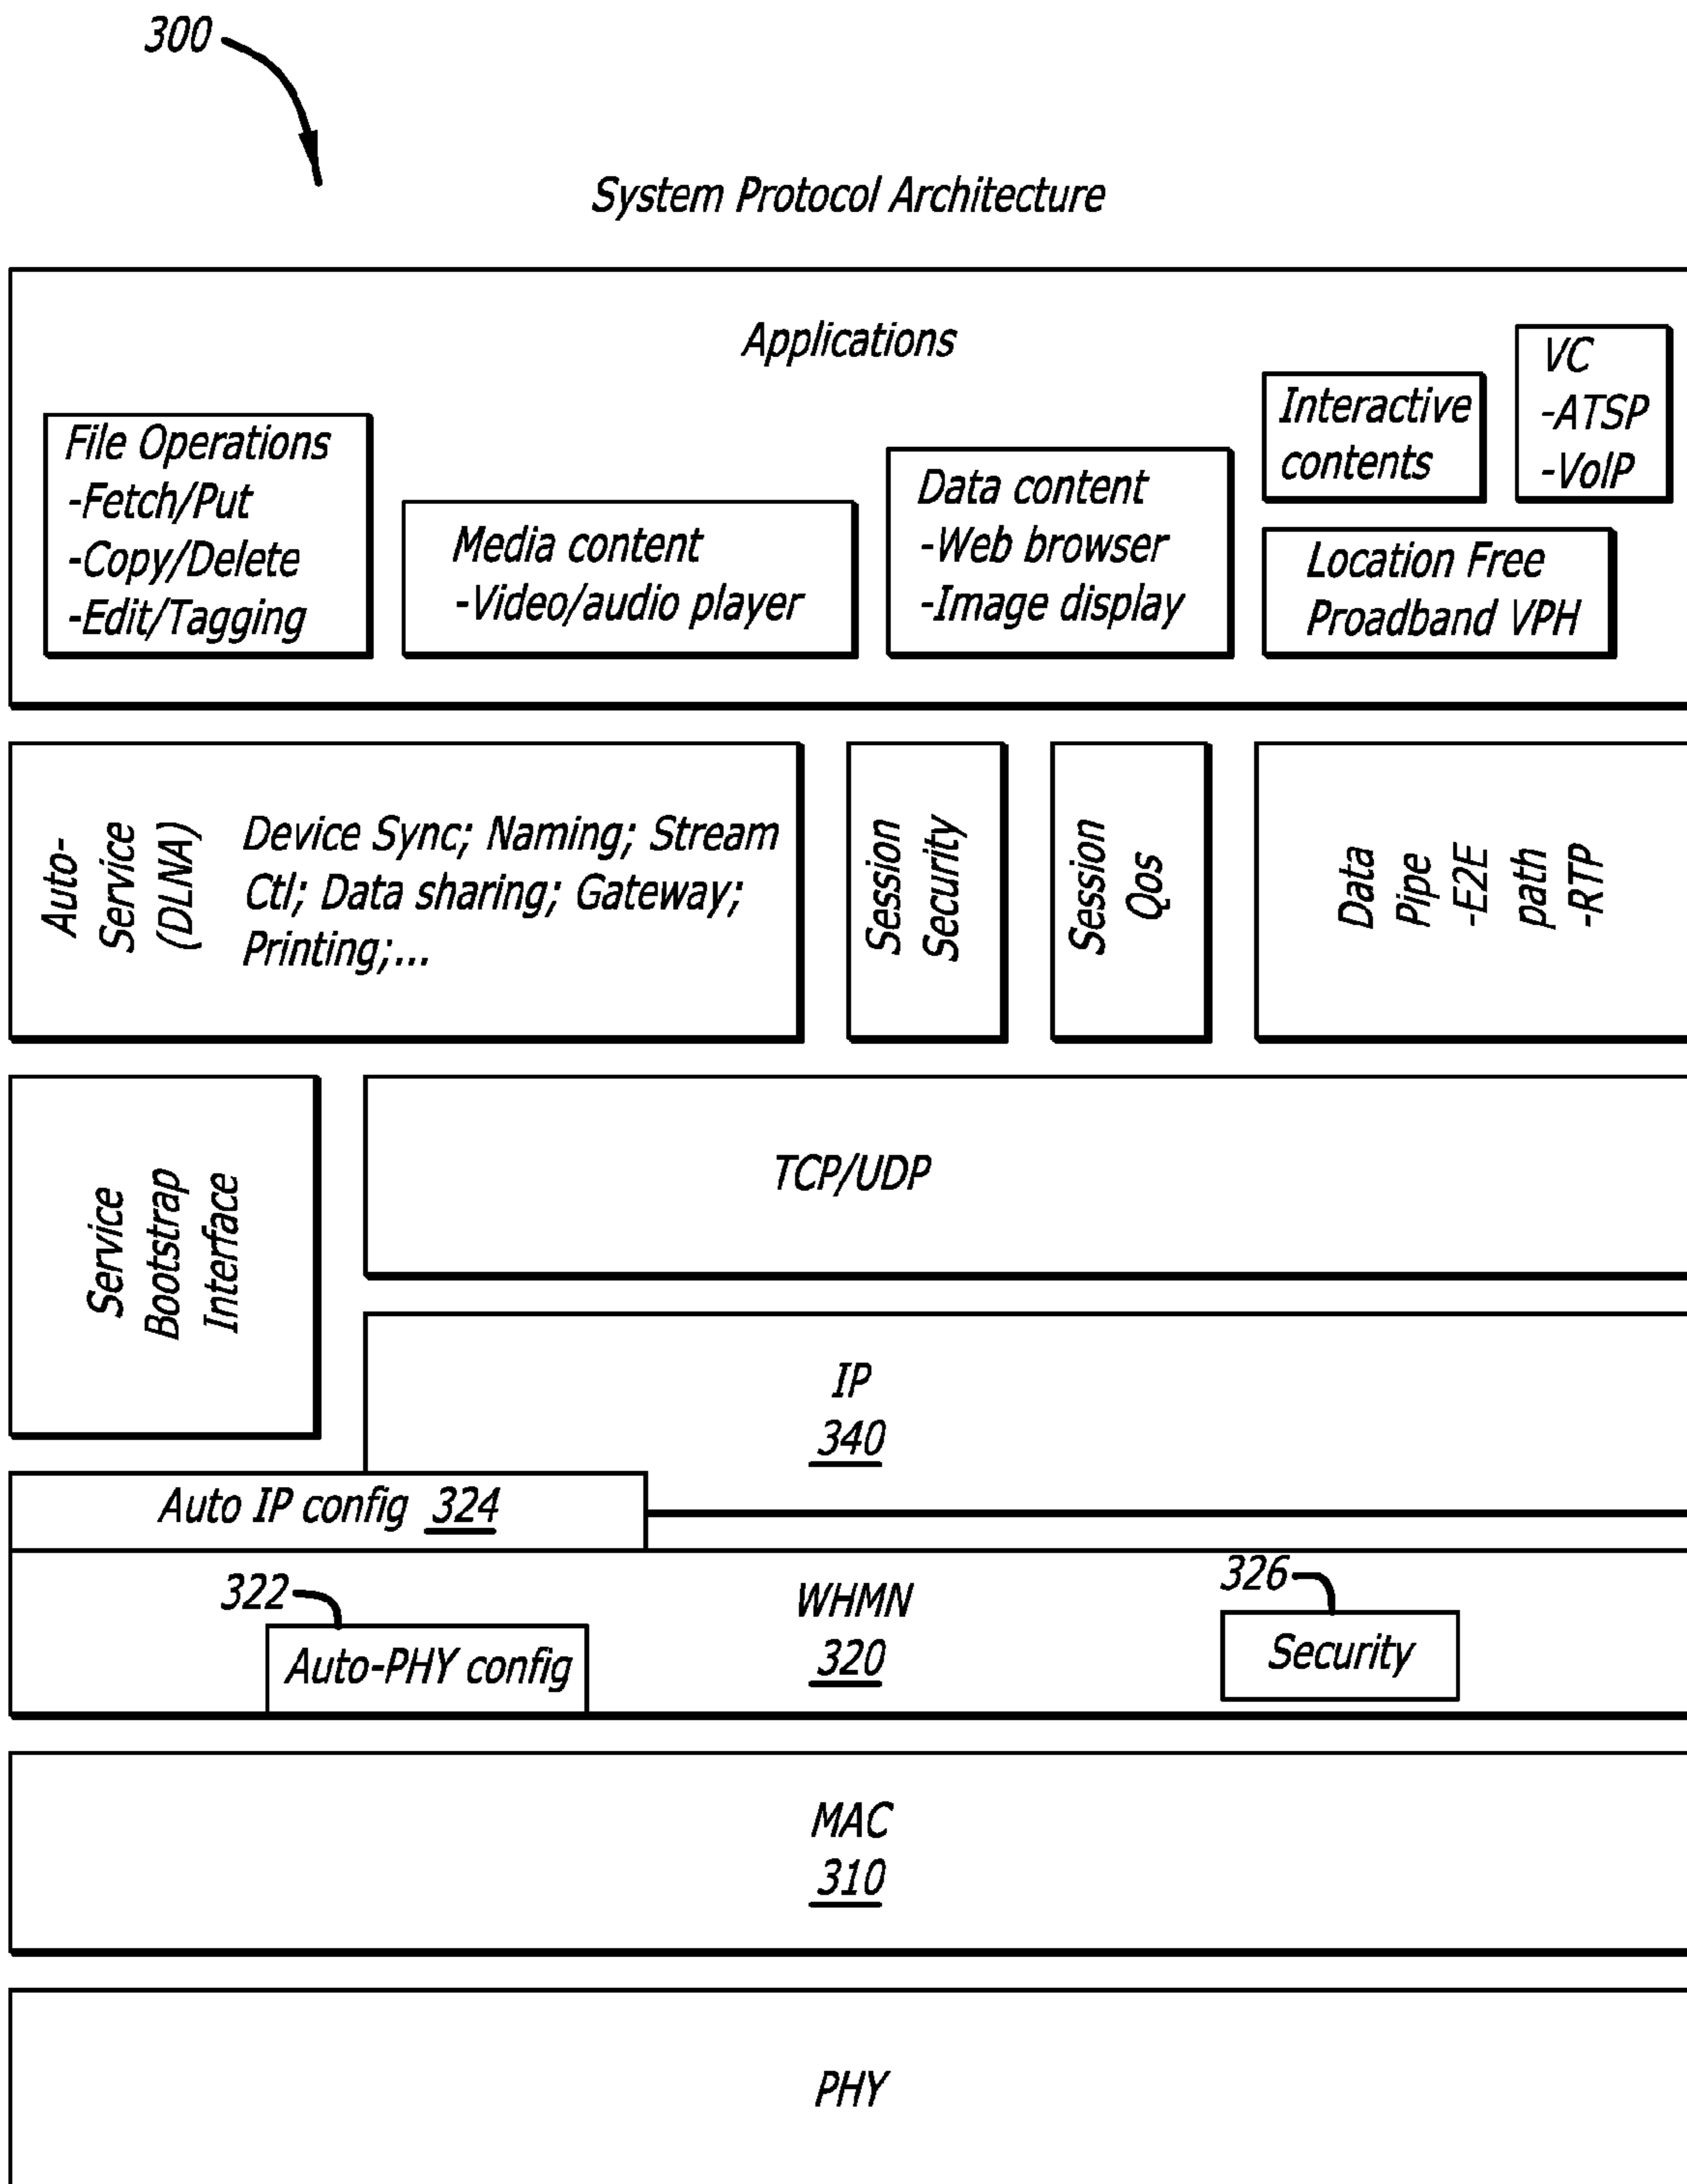 300
System Protocol Architecture
Applications
File Operations
-Fetch/Put
-Copy/Delete
-Edit/Tagging
Media content
-Video/audio player
Data content
-Web browser
-Image display
Interactive
contents
VC
-ATSP
-VoIP
Location Free
Proadband VPH
Auto-
Service
(DLNA)
Device Sync; Naming; Stream
Ctl; Data sharing; Gateway;
Printing;...
Session
Security
Session
Qos
Data
Pipe
-E2E
path
-RTP
Service
Bootstrap
Interface
TCP/UDP
IP
340
Auto IP config 324
322
Auto-PHY config
WHMN
320
326
Security
MAC
310
PHY